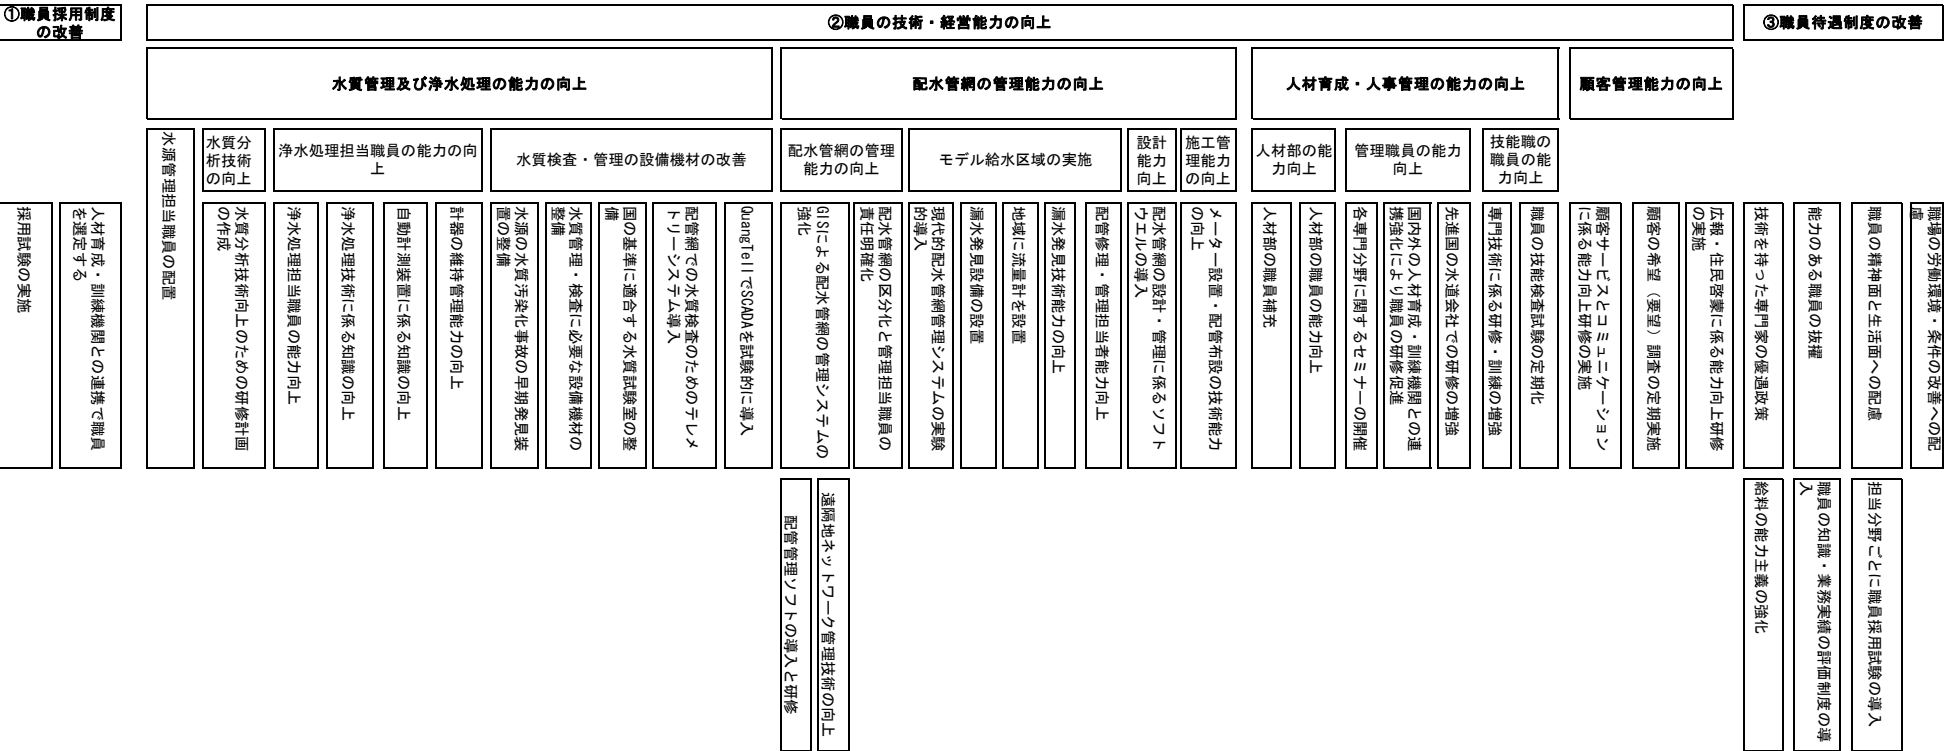 ①職員採用制度
の改善
②職員の技術・経営能力の向上
③職員待遇制度の改善
水質管理及び浄水処理の能力の向上
配水管網の管理能力の向上
人材育成・人事管理の能力の向上
顧客管理能力の向上
水源管理担当職員の配置
水質分
析技術
の向上
浄水処理担当職員の能力の向
上
水質検査・管理の設備機材の改善
配水管網の管理
能力の向上
モデル給水区域の実施
設計
能力
向上
施工管
理能力
の向上
人材部の能
力向上
管理職員の能力
向上
技能職の
職員の能
力向上
採用試験の実施
人材育成・訓練機関との連携で職員
を選定する
水質分析技術向上のための研修計画
の作成
浄水処理担当職員の能力向上
浄水処理技術に係る知識の向上
自動計測装置に係る知識の向上
計器の維持管理能力の向上
水源の水質汚染化事故の早期発見装
置の整備
水質管理・検査に必要な設備機材の
整備
国の基準に適合する水質試験室の整
備
配管網での水質検査のためのテレメ
トリーシステム導入
QuangTeIIでSCADAを試験的に導入
GISによる配水管網の管理システムの
強化
配水管網の区分化と管理担当職員の
責任明確化
現代的配水管網管理システムの実験
的導入
漏水発見設備の設置
地域に流量計を設置
漏水発見技術能力の向上
配管修理・管理担当者能力向上
配水管網の設計・管理に係るソフト
ウエルの導入
メーター設置・配管布設の技術能力
の向上
人材部の職員補充
人材部の職員の能力向上
各専門分野に関するセミナーの開催
国内外の人材育成・訓練機関との連
携強化により職員の研修促進
先進国の水道会社での研修の増強
専門技術に係る研修・訓練の増強
職員の技能検査試験の定期化
顧客サービスとコミュニケーション
に係る能力向上研修の実施
顧客の希望（要望）調査の定期実施
広報・住民啓蒙に係る能力向上研修
の実施
技術を持った専門家の優遇政策
能力のある職員の抜擢
職員の精神面と生活面への配慮
職場の労働環境・条件の改善への配
慮
配管管理ソフトの導入と研修
遠隔地ネットワーク管理技術の向上
給料の能力主義の強化
職員の知識・業務実績の評価制度の導
入
担当分野ごとに職員採用試験の導入